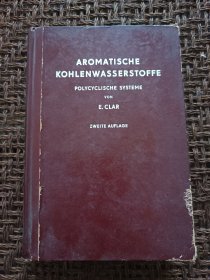 AROMATISCHE
KOHLENWASSERSTOFFE
POLYCYCLISCHE SYSTEME
VON
E. CLAR
ZWEITE AUFLAGE